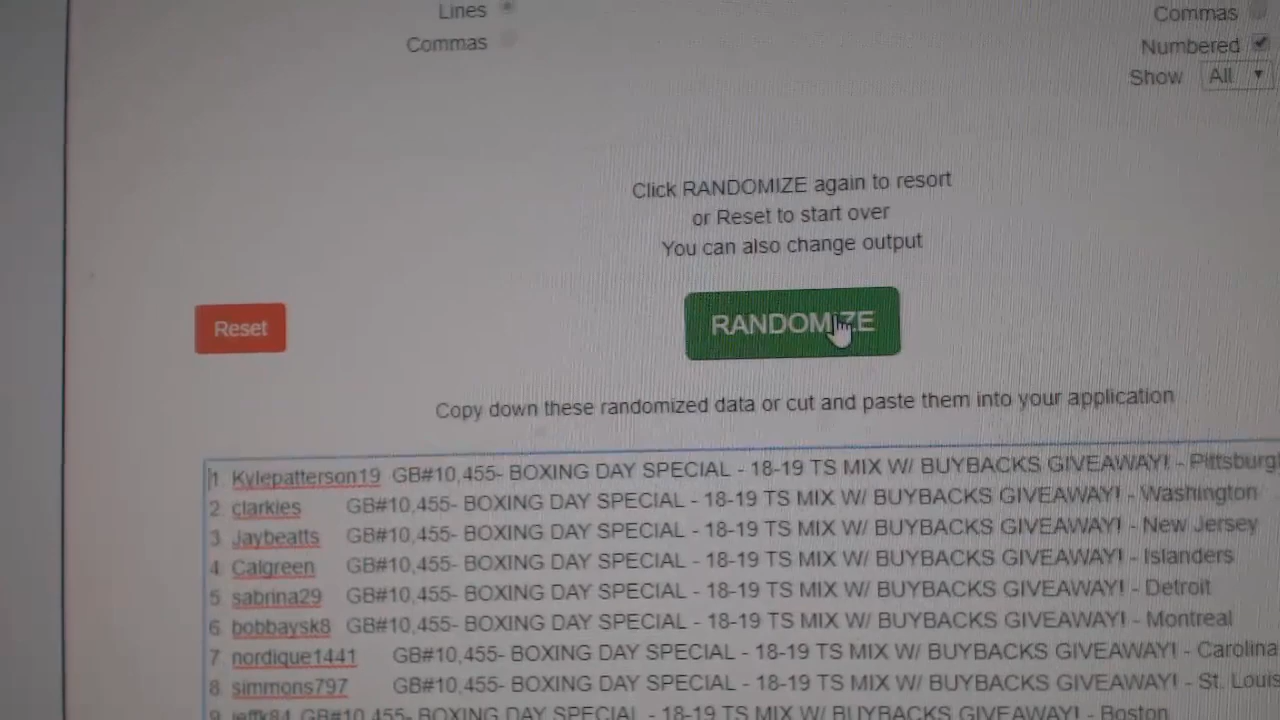 Lines
Commas
Commas
Numbered
Show All
Click RANDOMIZE again to resort
or Reset to start over
You can also change output
Reset
RANDOMIZE
Copy down these randomized data or cut and paste them into your application
1 Kylepatterson19 GB#10,455- BOXING DAY SPECIAL - 18-19 TS MIX W/ BUYBACKS GIVEAWAY! - Pittsburg
2 clarkies GB#10,455- BOXING DAY SPECIAL - 18-19 TS MIX W/ BUYBACKS GIVEAWAY! - Washington
3 Jaybeatts GB#10,455- BOXING DAY SPECIAL - 18-19 TS MIX W/ BUYBACKS GIVEAWAY! - New Jersey
4 Calgreen GB#10,455- BOXING DAY SPECIAL - 18-19 TS MIX W/ BUYBACKS GIVEAWAY! - Islanders
5 sabrina29 GB#10,455- BOXING DAY SPECIAL - 18-19 TS MIX W/ BUYBACKS GIVEAWAY! - Detroit
6 bobbaysk8 GB#10,455- BOXING DAY SPECIAL - 18-19 TS MIX W/ BUYBACKS GIVEAWAY! - Montreal
7 nordique1441 GB#10,455- BOXING DAY SPECIAL - 18-19 TS MIX W/ BUYBACKS GIVEAWAY! - Carolina
8 simmons797 GB#10,455- BOXING DAY SPECIAL - 18-19 TS MIX W/ BUYBACKS GIVEAWAY! - St. Louis
9 jeffk84 GB#10,455- BOXING DAY SPECIAL - 18-19 TS MIX W/ BUYBACKS GIVEAWAY! - Boston